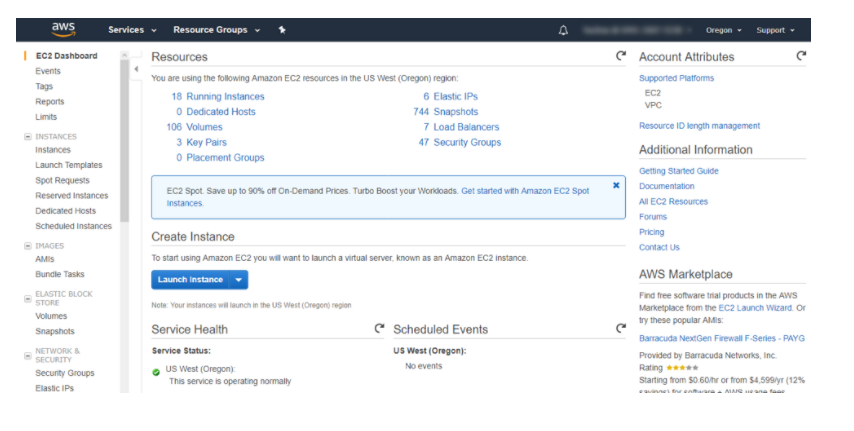 aws
Services
Resource Groups
Oregon
Support
EC2 Dashboard
Events
Tags
Reports
Limits
INSTANCES
Instances
Launch Templates
Spot Requests
Reserved Instances
Dedicated Hosts
Scheduled Instances
IMAGES
AMIs
Bundle Tasks
ELASTIC BLOCK
STORE
Volumes
Snapshots
NETWORK &
SECURITY
Security Groups
Elastic IPs
Resources
You are using the following Amazon EC2 resources in the US West (Oregon) region:
18 Running Instances
0 Dedicated Hosts
106 Volumes
3 Key Pairs
0 Placement Groups
6 Elastic IPs
744 Snapshots
7 Load Balancers
47 Security Groups
EC2 Spot. Save up to 90% off On-Demand Prices. Turbo Boost your Workloads. Get started with Amazon EC2 Spot
Instances.
Create Instance
To start using Amazon EC2 you will want to launch a virtual server, known as an Amazon EC2 instance.
Launch Instance
Note: Your instances will launch in the US West (Oregon) region
Service Health
Service Status:
US West (Oregon):
This service is operating normally
Scheduled Events
US West (Oregon):
No events
Account Attributes
Supported Platforms
EC2
VPC
Resource ID length management
Additional Information
Getting Started Guide
Documentation
All EC2 Resources
Forums
Pricing
Contact Us
AWS Marketplace
Find free software trial products in the AWS
Marketplace from the EC2 Launch Wizard. Or
try these popular AMIs:
Barracuda NextGen Firewall F-Series - PAYG
Provided by Barracuda Networks, Inc.
Rating
Starting from $0.60/hr or from $4,599/yr (12%
savings) for software + AWS usage fees